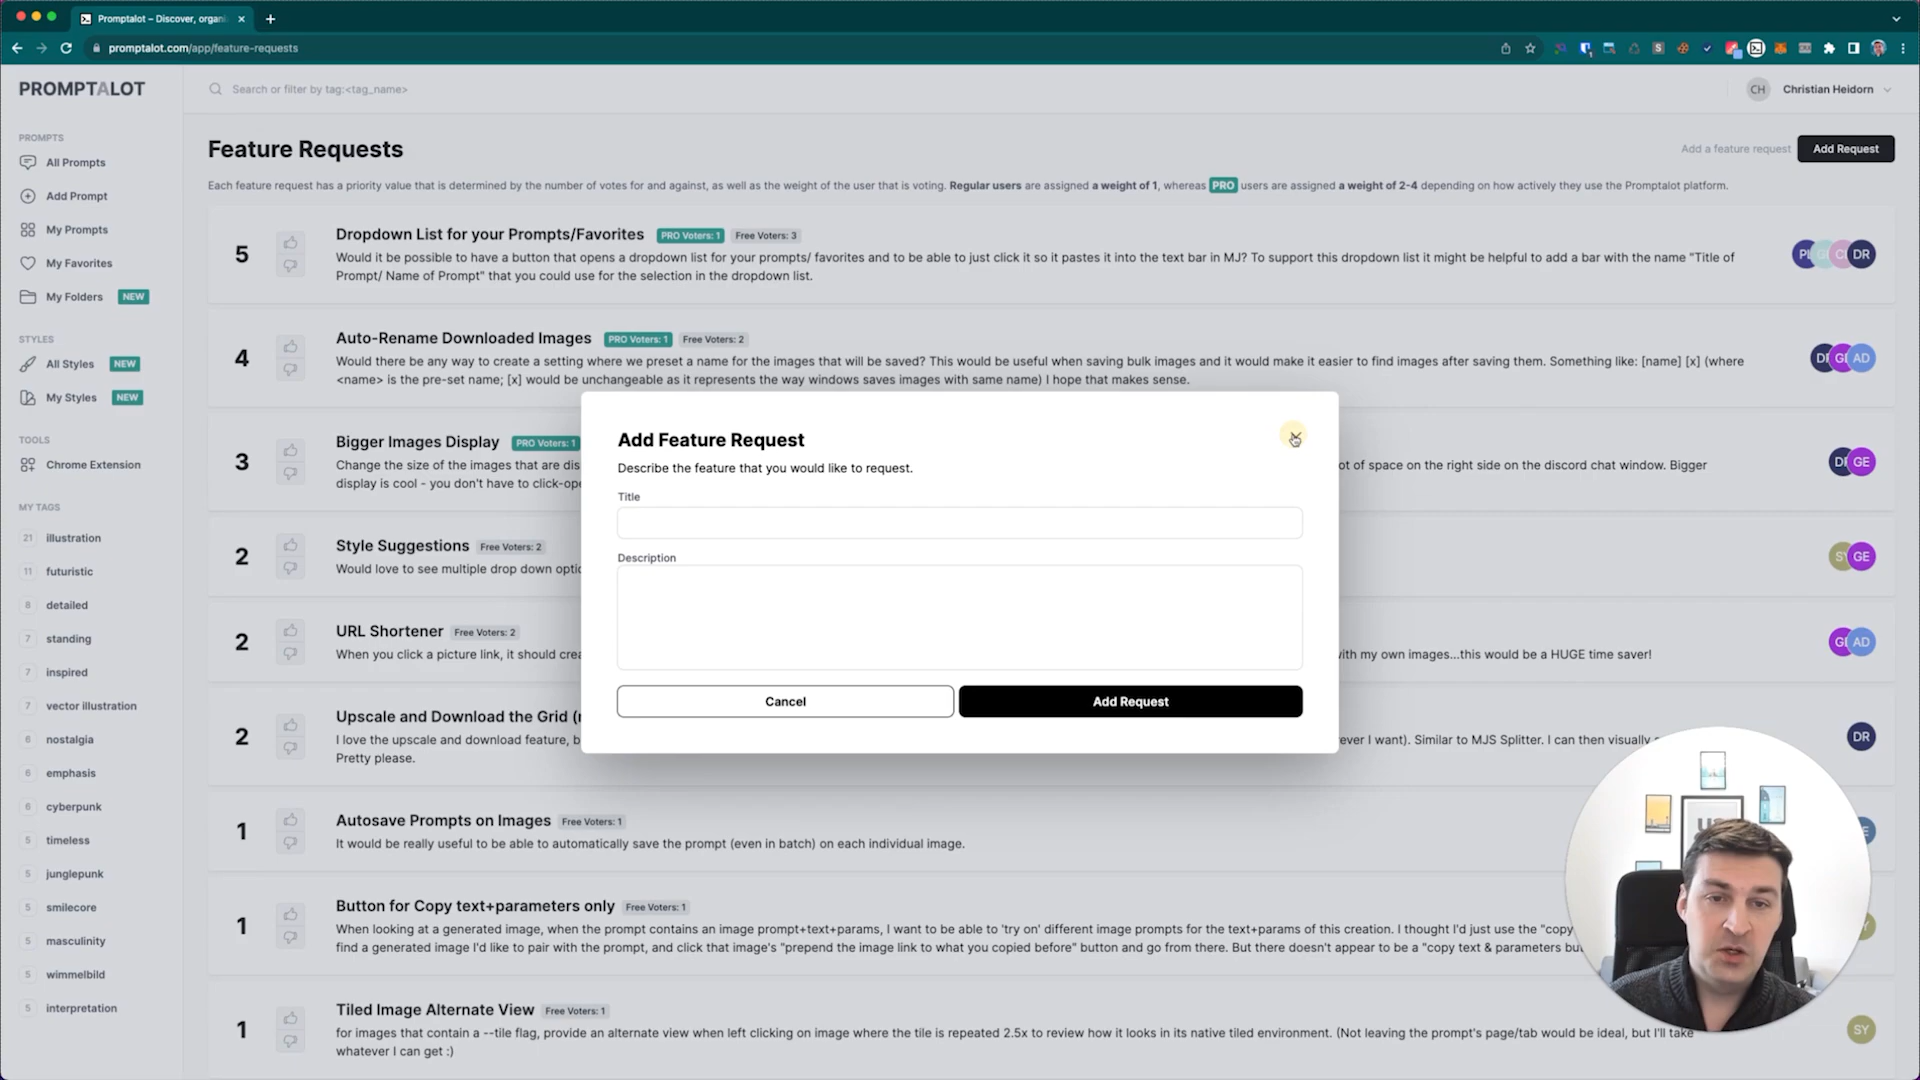 Promptalot – Discover, organi
promptalot.com/app/feature-requests
PROMPTALOT
Search or filter by tag:<tag_name>
CH
Christian Heidorn
PROMPTS
All Prompts
Add Prompt
My Prompts
My Favorites
My Folders NEW
STYLES
All Styles NEW
My Styles NEW
TOOLS
Chrome Extension
MY TAGS
21 illustration
11 futuristic
8 detailed
7 standing
7 inspired
7 vector illustration
6 nostalgia
6 emphasis
6 cyberpunk
5 timeless
5 junglepunk
5 smilecore
5 masculinity
5 wimmelbild
5 interpretation
Feature Requests
Add a feature request
Add Request
Each feature request has a priority value that is determined by the number of votes for and against, as well as the weight of the user that is voting. Regular users are assigned a weight of 1, whereas PRO users are assigned a weight of 2-4 depending on how actively they use the Promptalot platform.
5
Dropdown List for your Prompts/Favorites PRO Voters: 1 Free Voters: 3
Would it be possible to have a button that opens a dropdown list for your prompts/ favorites and to be able to just click it so it pastes it into the text bar in MJ? To support this dropdown list it might be helpful to add a bar with the name "Title of
Prompt/ Name of Prompt" that you could use for the selection in the dropdown list.
DR
4
Auto-Rename Downloaded Images PRO Voters: 1 Free Voters: 2
Would there be any way to create a setting where we preset a name for the images that will be saved? This would be useful when saving bulk images and it would make it easier to find images after saving them. Something like: [name] [x] (where
<name> is the pre-set name; [x] would be unchangeable as it represents the way windows saves images with same name) I hope that makes sense.
AD
3
Bigger Images Display PRO Voters: 1
Change the size of the images that are dis
ot of space on the right side on the discord chat window. Bigger
display is cool - you don't have to click-ope
GE
2
Style Suggestions Free Voters: 2
Would love to see multiple drop down optic
GE
2
URL Shortener Free Voters: 2
When you click a picture link, it should crea
with my own images...this would be a HUGE time saver!
AD
2
Upscale and Download the Grid (
I love the upscale and download feature, b
ever I want). Similar to MJS Splitter. I can then visually
Pretty please.
DR
1
Autosave Prompts on Images Free Voters: 1
It would be really useful to be able to automatically save the prompt (even in batch) on each individual image.
1
Button for Copy text+parameters only Free Voters: 1
When looking at a generated image, when the prompt contains an image prompt+text+params, I want to be able to 'try on' different image prompts for the text+params of this creation. I thought I'd just use the "copy
find a generated image I'd like to pair with the prompt, and click that image's "prepend the image link to what you copied before" button and go from there. But there doesn't appear to be a "copy text & parameters bu
1
Tiled Image Alternate View Free Voters: 1
for images that contain a --tile flag, provide an alternate view when left clicking on image where the tile is repeated 2.5x to review how it looks in its native tiled environment. (Not leaving the prompt's page/tab would be ideal, but I'll take
whatever I can get :)
SY
Add Feature Request
Describe the feature that you would like to request.
Title
Description
Cancel
Add Request